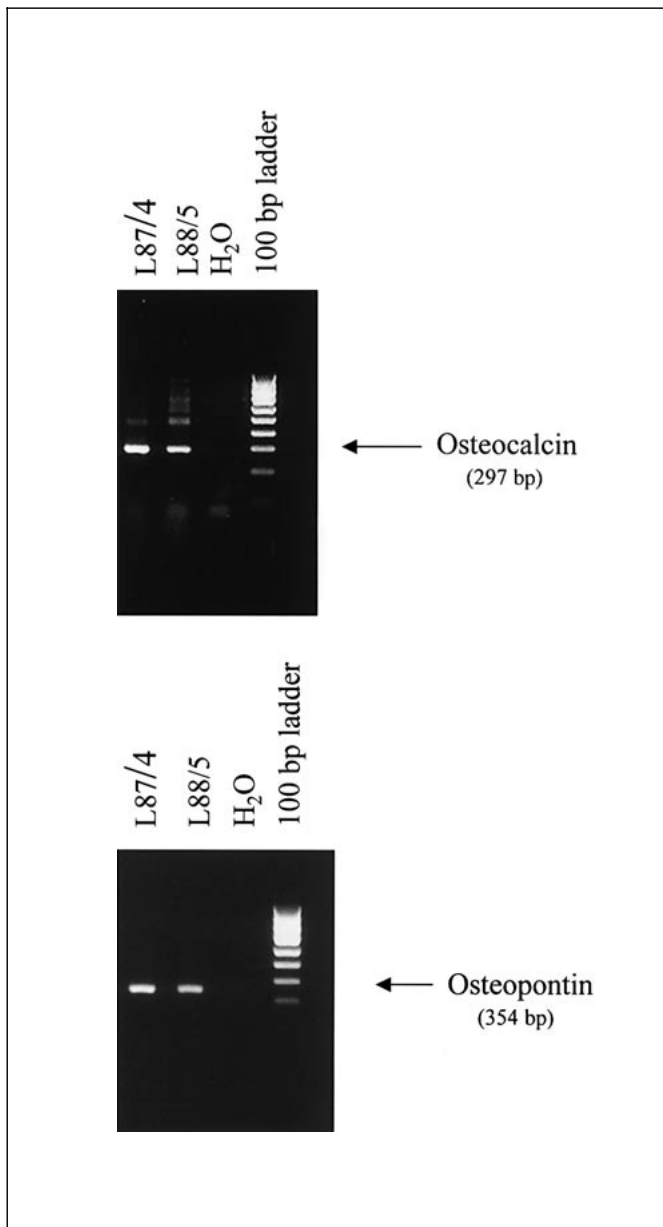 L87/4
L88/5
H₂O
100 bp ladder
Osteocalcin
(297 bp)
L87/4
L88/5
H₂O
100 bp ladder
Osteopontin
(354 bp)